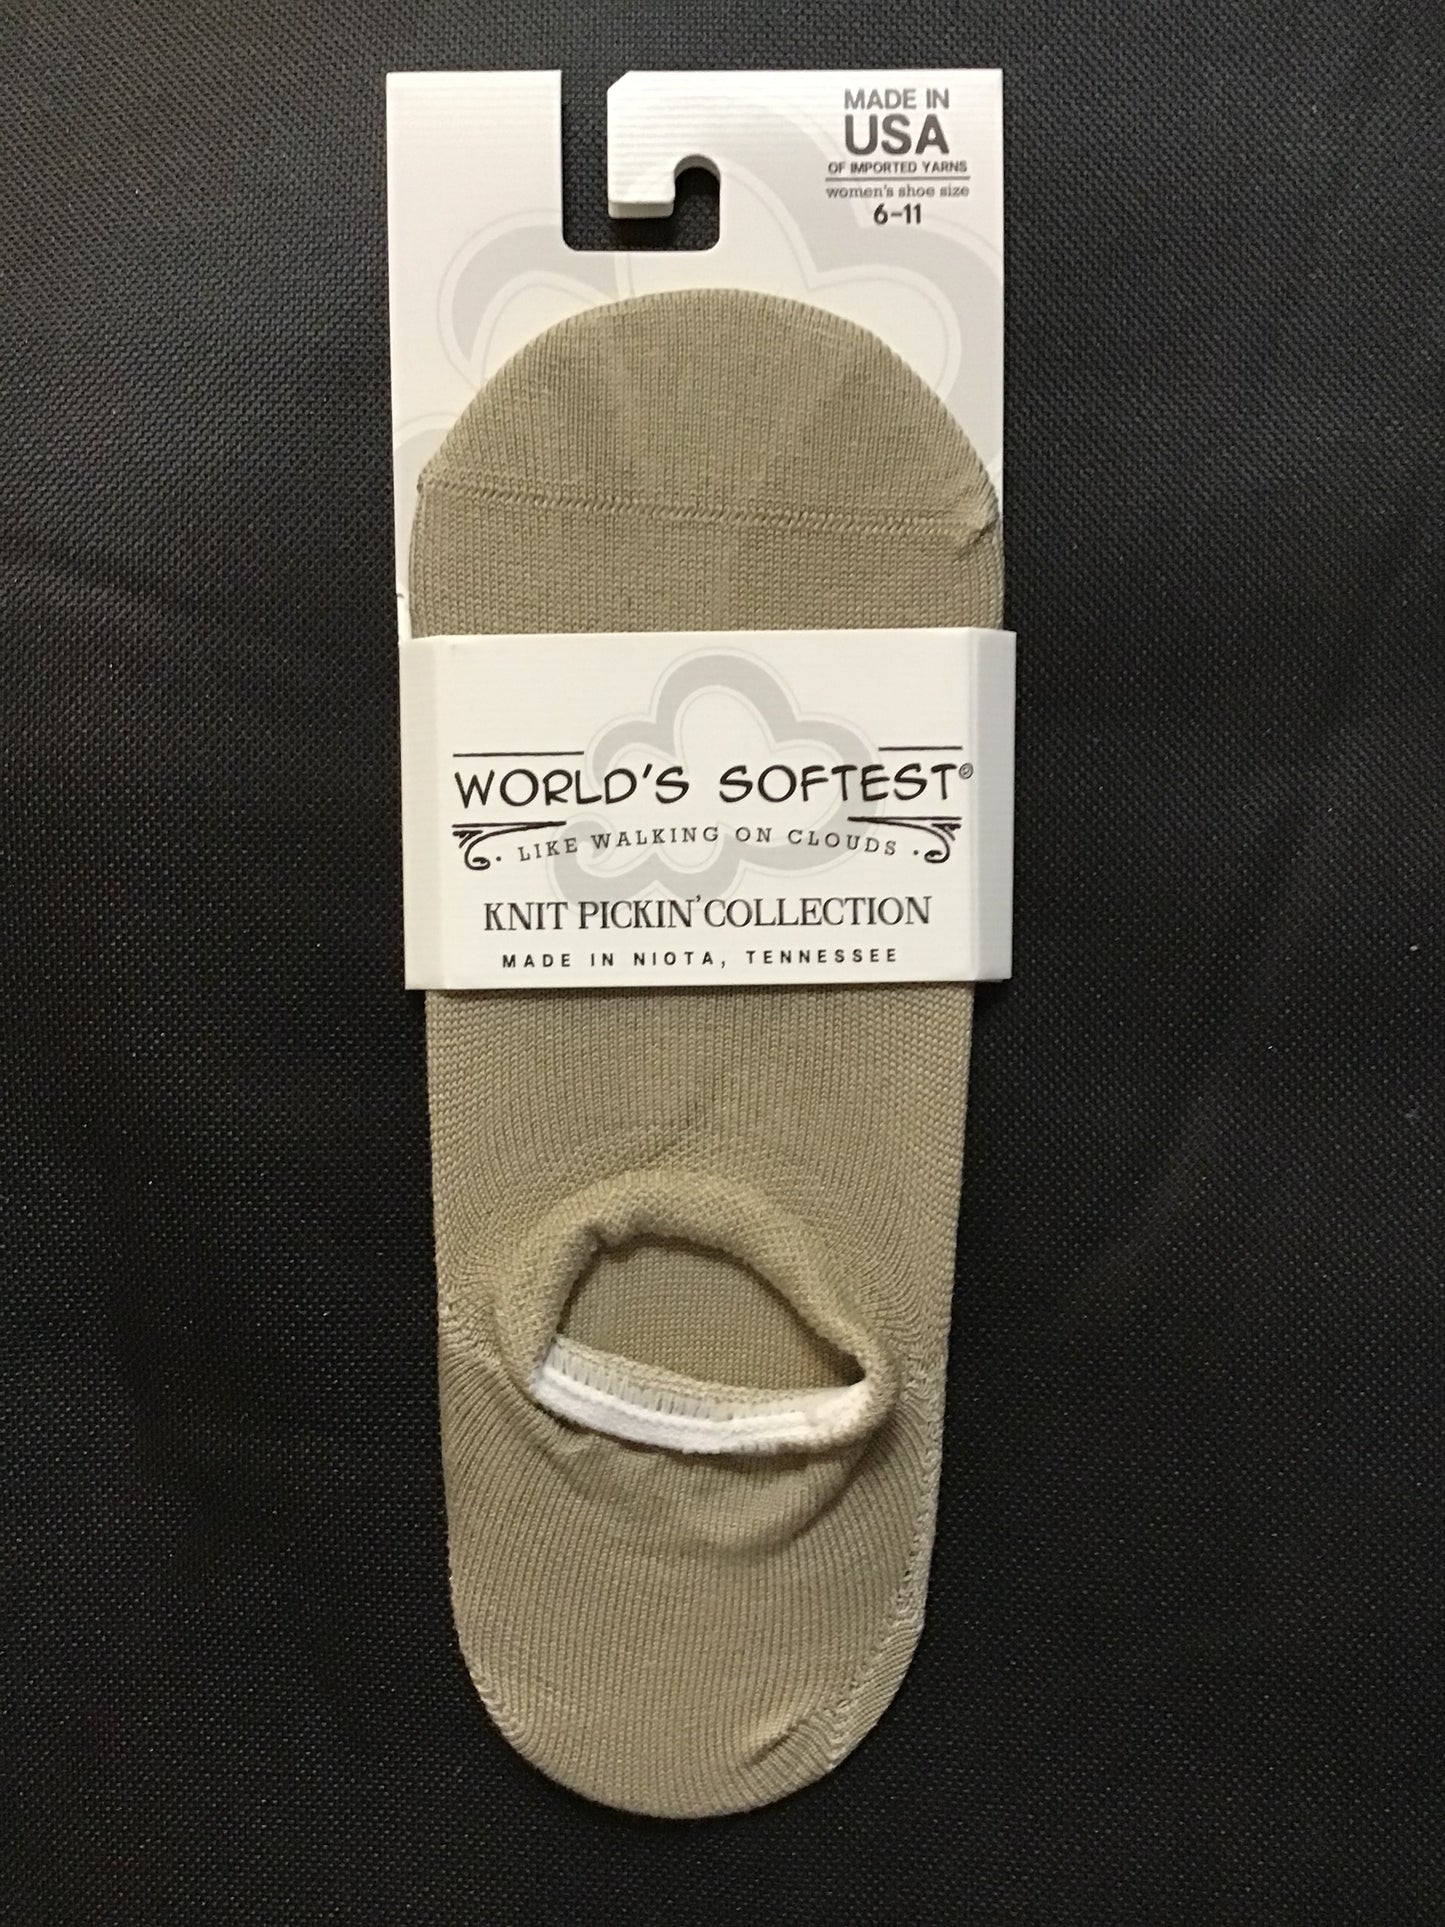 MADE IN
USA
OF IMPORTED YARNS
women's shoe size
6-11
WORLD'S SOFTEST®
· LIKE WALKING ON CLOUDS ·
KNIT PICKIN' COLLECTION
MADE IN NIOTA, TENNESSEE